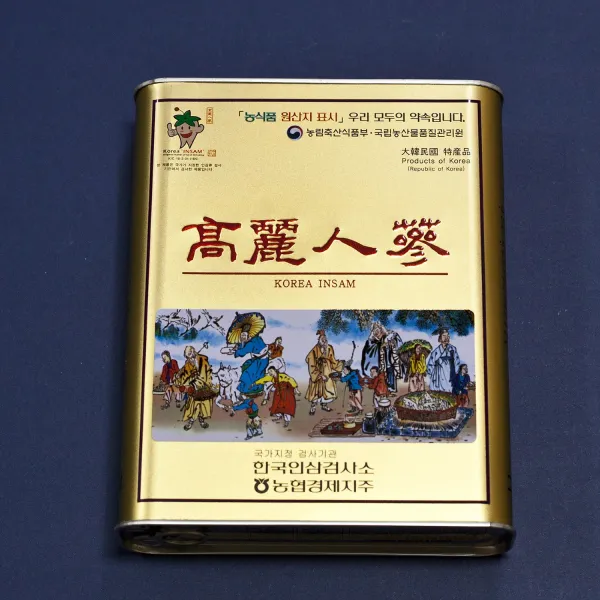 「농식품 원산지 표시」 우리 모두의 약속입니다.
농림축산식품부·국립농산물품질관리원
Korea 'INSAM'
大韓民國 特産品
Products of Korea
(Republic of Korea)
高麗人蔘
KOREA INSAM
국가지정 검사기관
한국인삼검사소
농협경제지주